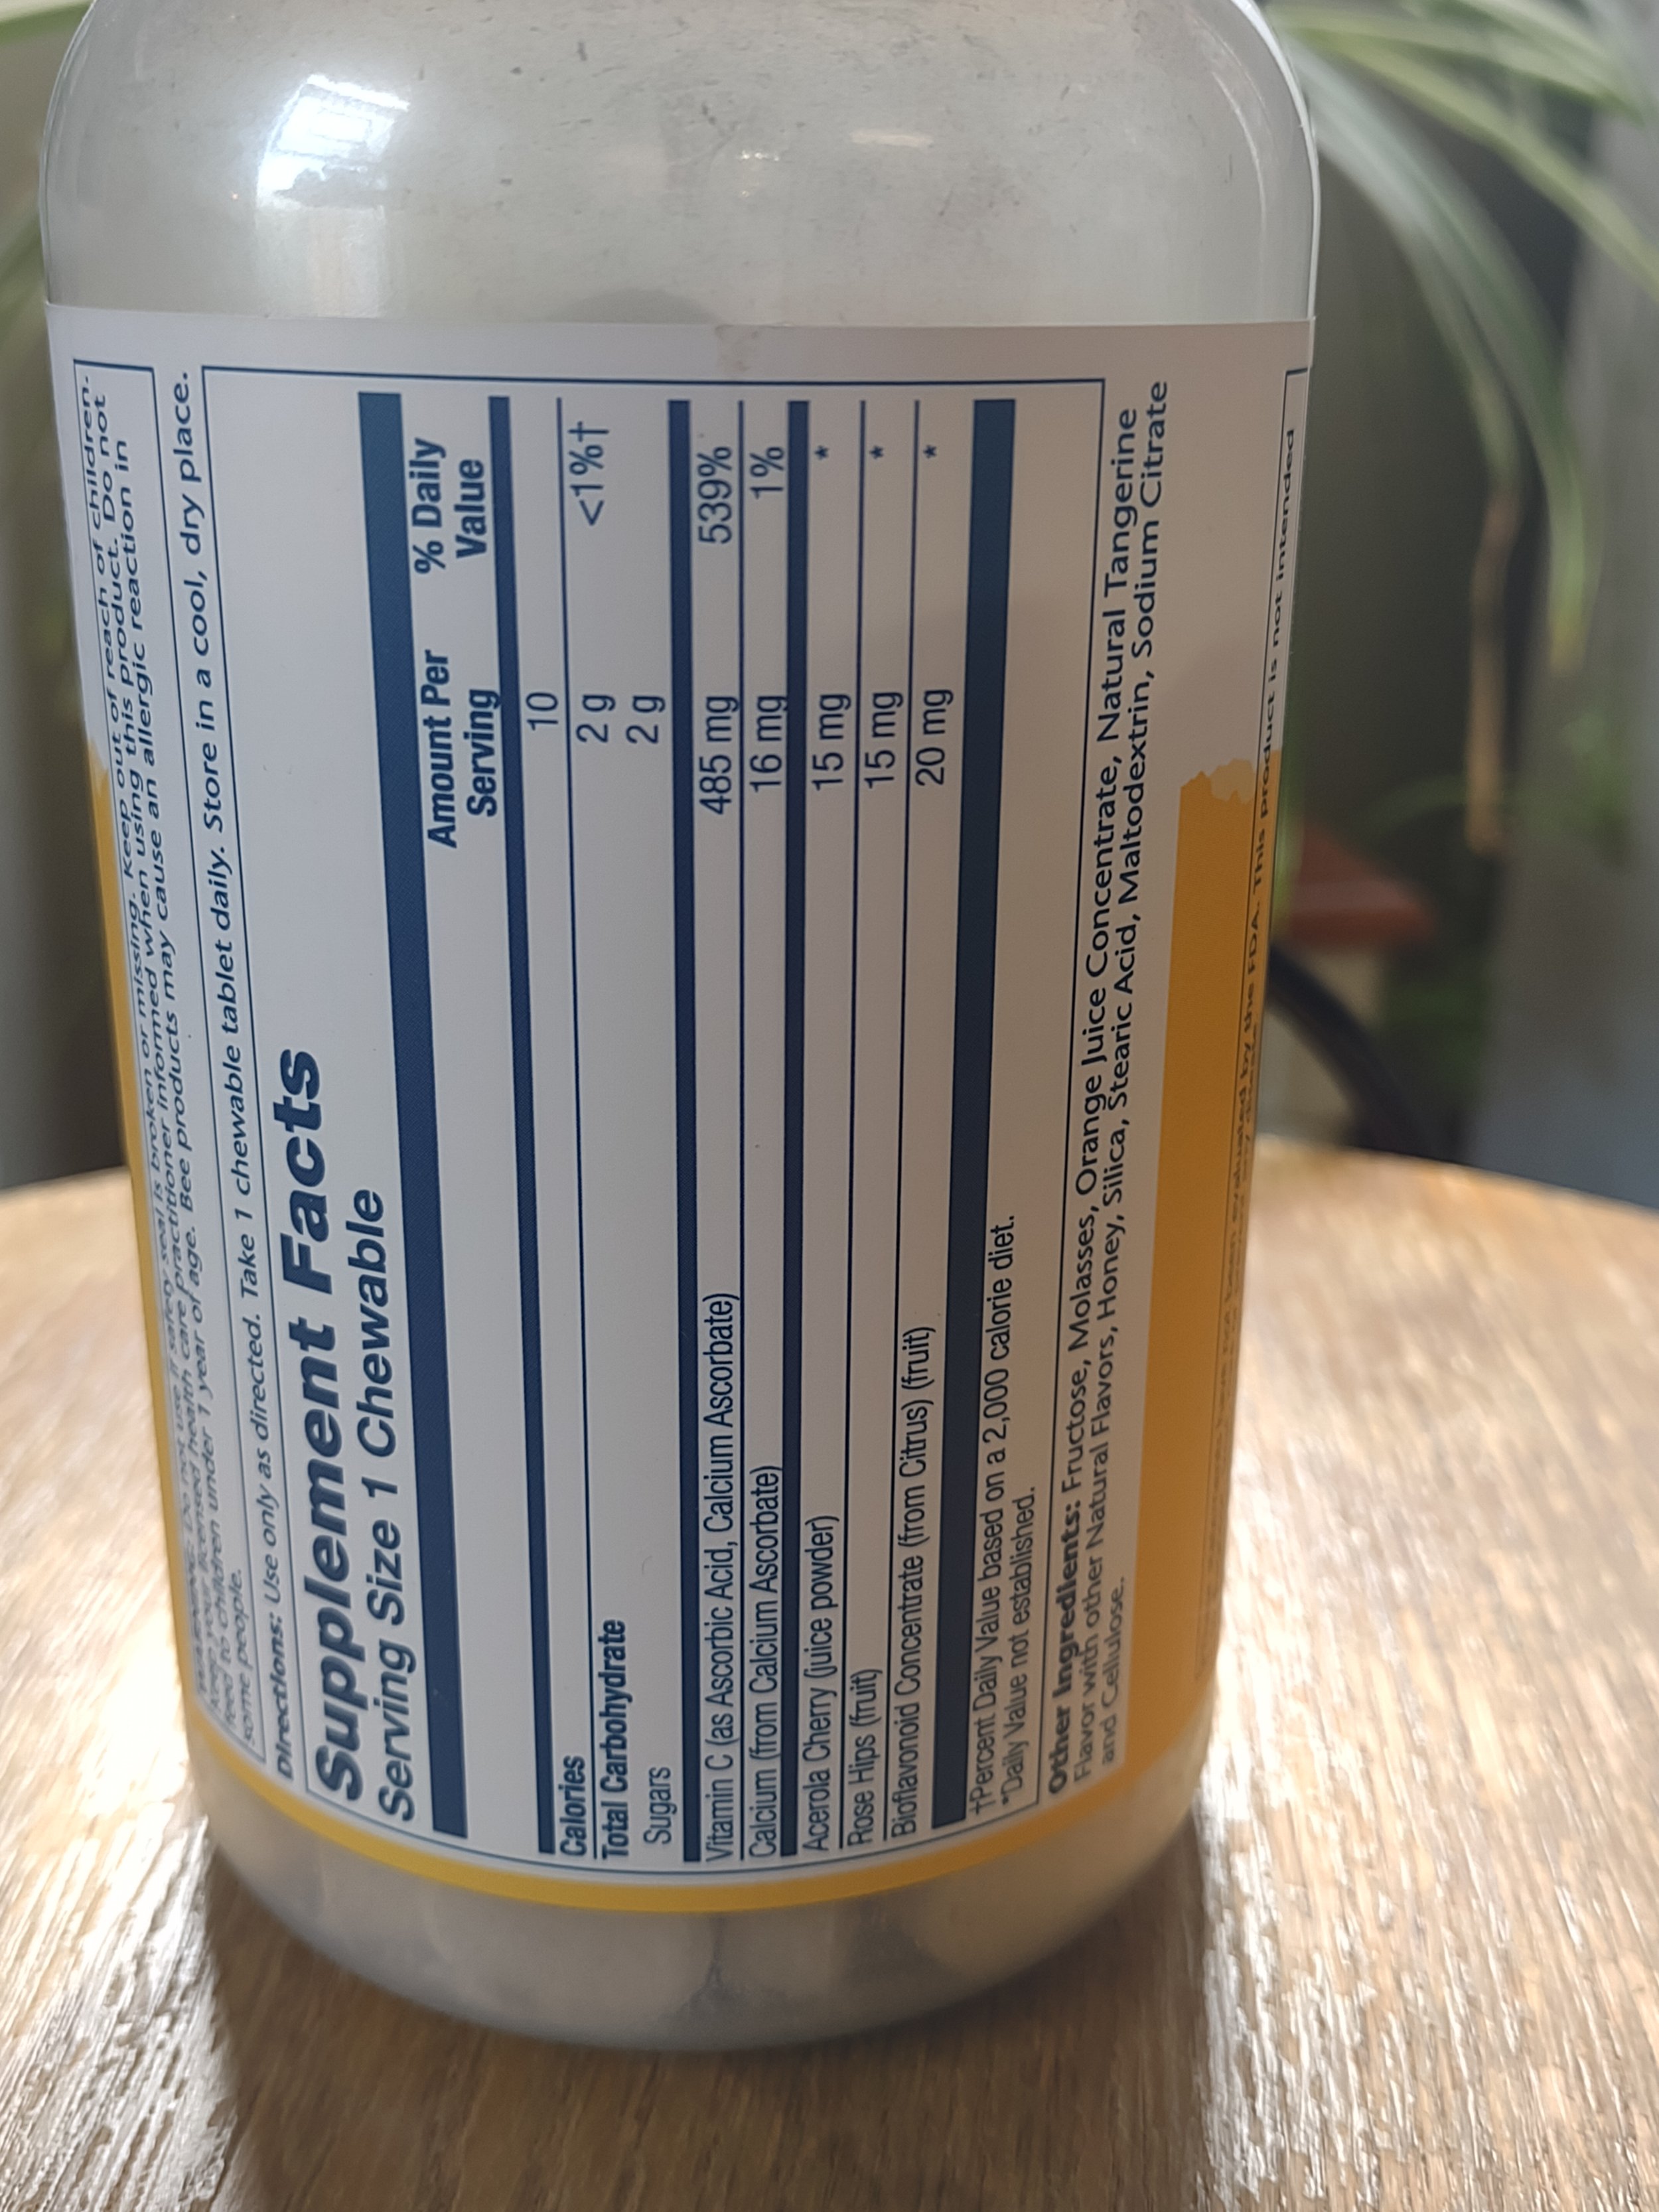 is broken or missing. Keep out of reach of children.
Keep your licensed health care practitioner informed when using this product. Do not
feed to children under 1 year of age. Bee products may cause an allergic reaction in
some people.
Directions: Use only as directed. Take 1 chewable tablet daily. Store in a cool, dry place.
Supplement Facts
Serving Size 1 Chewable
Amount Per Serving % Daily Value
Calories 10
Total Carbohydrate 2 g <1%†
Sugars 2 g
Vitamin C (as Ascorbic Acid, Calcium Ascorbate) 485 mg 539%
Calcium (from Calcium Ascorbate) 16 mg 1%
Acerola Cherry (juice powder) 15 mg *
Rose Hips (fruit) 15 mg *
Bioflavonoid Concentrate (from Citrus) (fruit) 20 mg *
†Percent Daily Value based on a 2,000 calorie diet.
*Daily Value not established.
Other Ingredients: Fructose, Molasses, Orange Juice Concentrate, Natural Tangerine
Flavor with other Natural Flavors, Honey, Silica, Stearic Acid, Maltodextrin, Sodium Citrate
and Cellulose.
evaluated by the FDA. This product is not intended